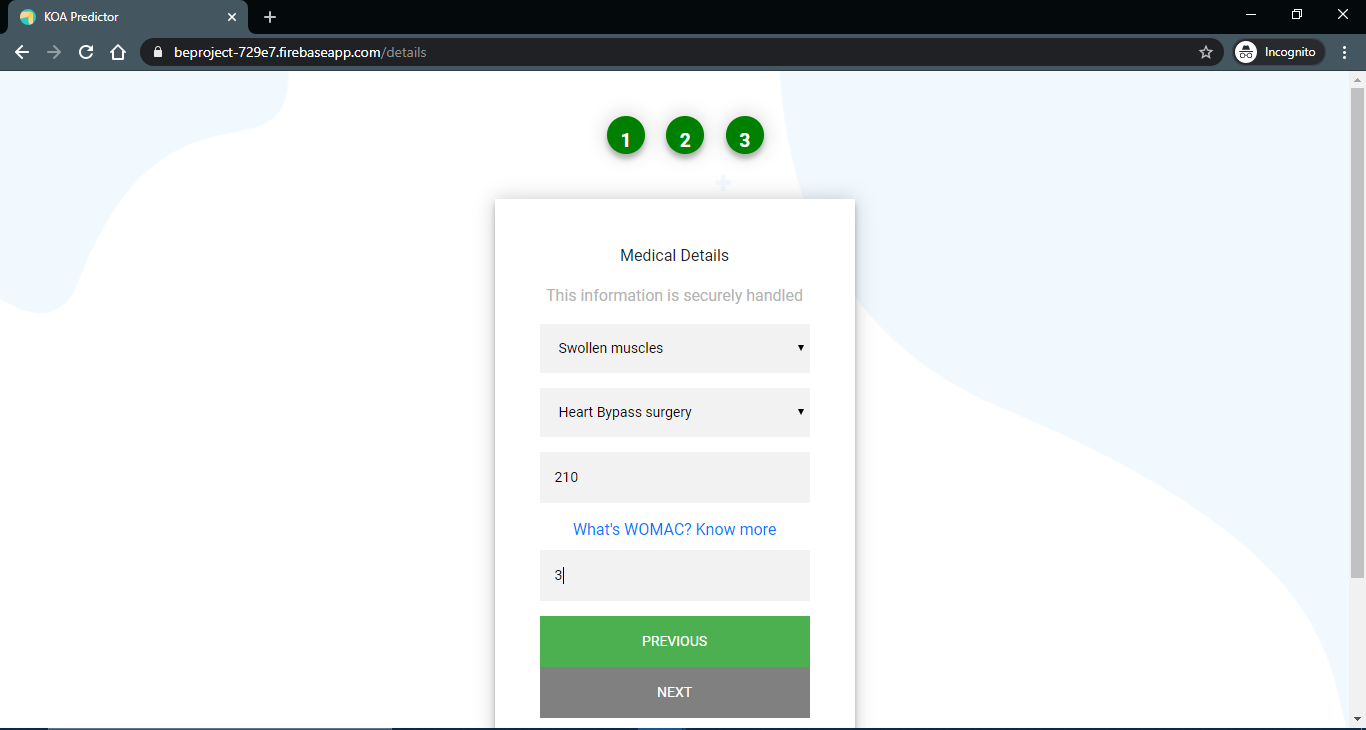 KOA Predictor
beproject-729e7.firebaseapp.com/details
Incognito
1 2 3
Medical Details
This information is securely handled
Swollen muscles
Heart Bypass surgery
210
What's WOMAC? Know more
3
PREVIOUS
NEXT